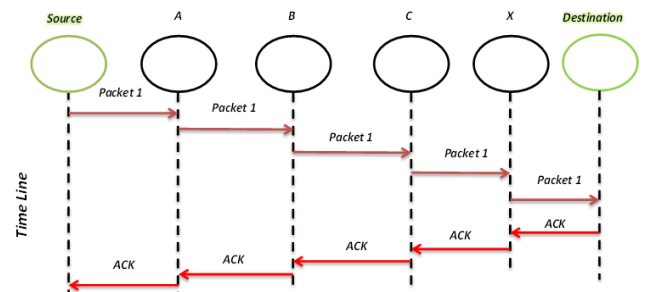 Source
A
B
C
X
Destination
Packet 1
Packet 1
Packet 1
Packet 1
Packet 1
Time Line
ACK
ACK
ACK
ACK
ACK